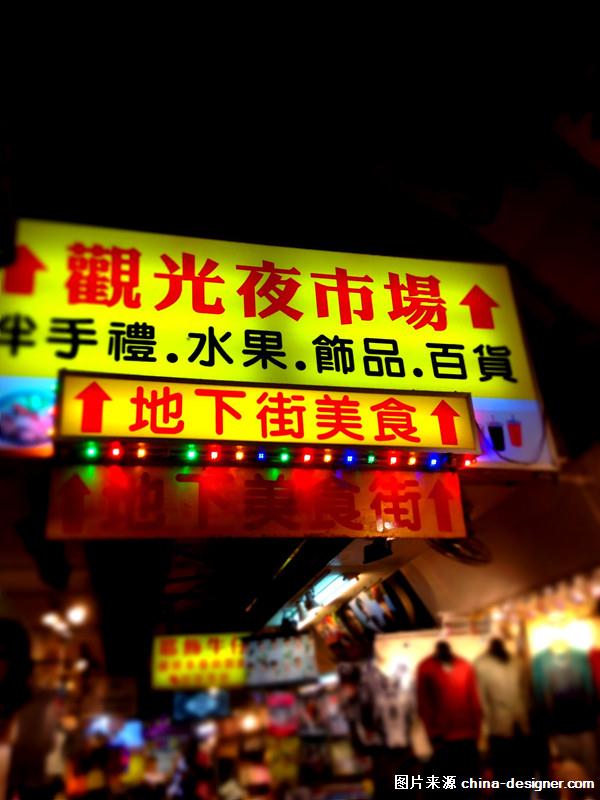 觀光夜市場
伴手禮.水果.飾品.百貨
地下街美食
地下美食街
图片来源 china-designer.com